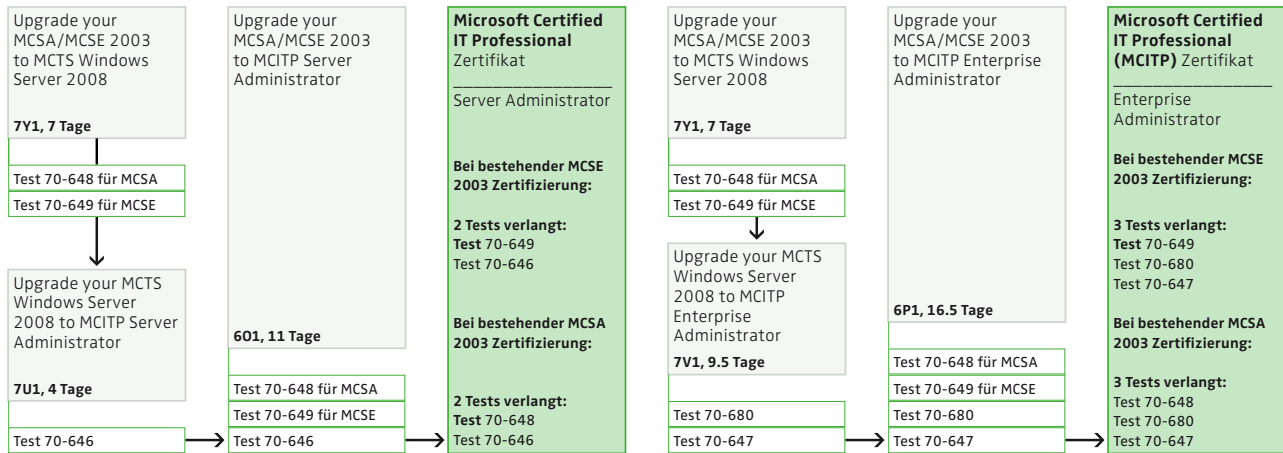 Upgrade your
MCSA/MCSE 2003
to MCTS Windows
Server 2008
7Y1, 7 Tage
Test 70-648 für MCSA
Test 70-649 für MCSE
Upgrade your MCTS
Windows Server
2008 to MCITP Server
Administrator
7U1, 4 Tage
Test 70-646
Upgrade your
MCSA/MCSE 2003
to MCITP Server
Administrator
6O1, 11 Tage
Test 70-648 für MCSA
Test 70-649 für MCSE
Test 70-646
Microsoft Certified
IT Professional
Zertifikat
Server Administrator
Bei bestehender MCSE
2003 Zertifizierung:
2 Tests verlangt:
Test 70-649
Test 70-646
Bei bestehender MCSA
2003 Zertifizierung:
2 Tests verlangt:
Test 70-648
Test 70-646
Upgrade your
MCSA/MCSE 2003
to MCTS Windows
Server 2008
7Y1, 7 Tage
Test 70-648 für MCSA
Test 70-649 für MCSE
Upgrade your MCTS
Windows Server
2008 to MCITP
Enterprise
Administrator
7V1, 9.5 Tage
Test 70-680
Test 70-647
Upgrade your
MCSA/MCSE 2003
to MCITP Enterprise
Administrator
6P1, 16.5 Tage
Test 70-648 für MCSA
Test 70-649 für MCSE
Test 70-680
Test 70-647
Microsoft Certified
IT Professional
(MCITP) Zertifikat
Enterprise
Administrator
Bei bestehender MCSE
2003 Zertifizierung:
3 Tests verlangt:
Test 70-649
Test 70-680
Test 70-647
Bei bestehender MCSA
2003 Zertifizierung:
3 Tests verlangt:
Test 70-648
Test 70-680
Test 70-647